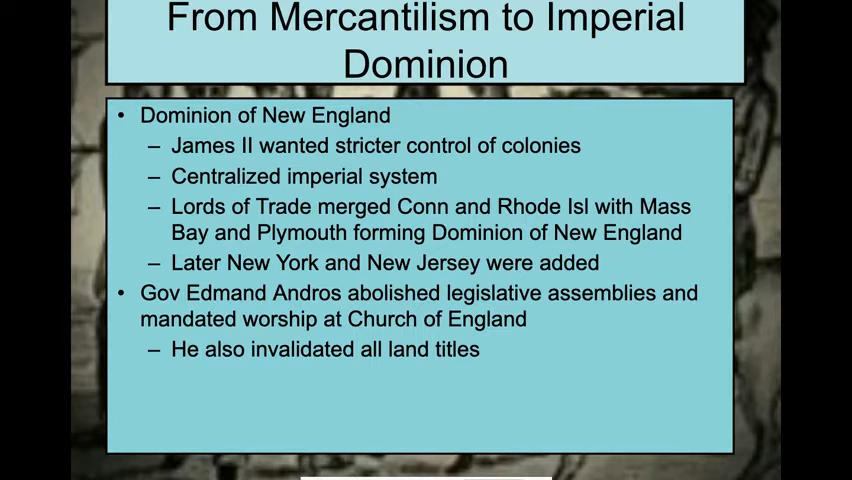 From Mercantilism to Imperial
Dominion
• Dominion of New England
– James II wanted stricter control of colonies
– Centralized imperial system
– Lords of Trade merged Conn and Rhode Isl with Mass
Bay and Plymouth forming Dominion of New England
– Later New York and New Jersey were added
• Gov Edmand Andros abolished legislative assemblies and
mandated worship at Church of England
– He also invalidated all land titles